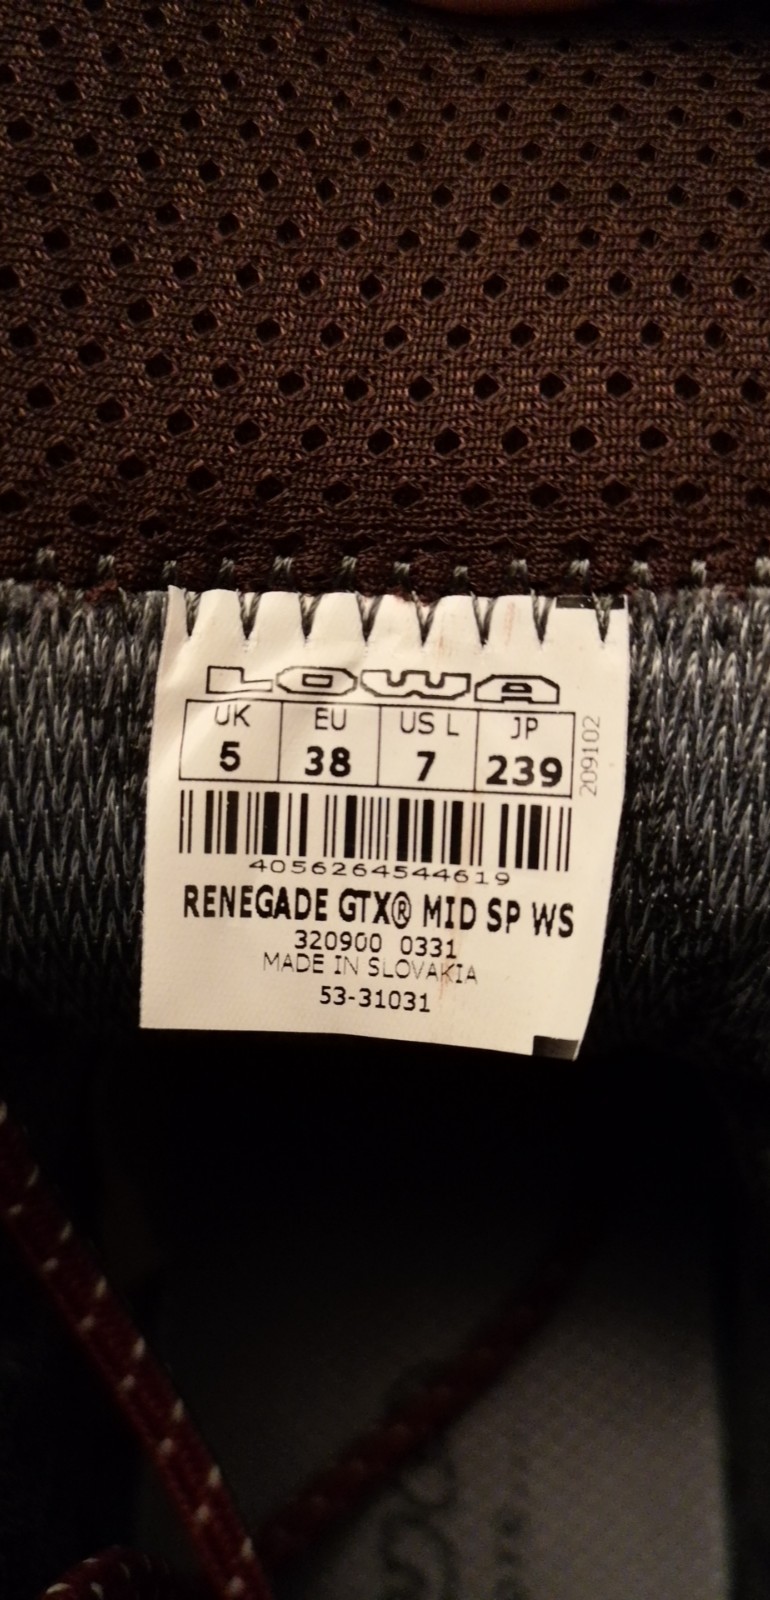 LOWA
UK EU US L JP
5 38 7 239
209102
4056264544619
RENEGADE GTX® MID SP WS
320900 0331
MADE IN SLOVAKIA
53-31031